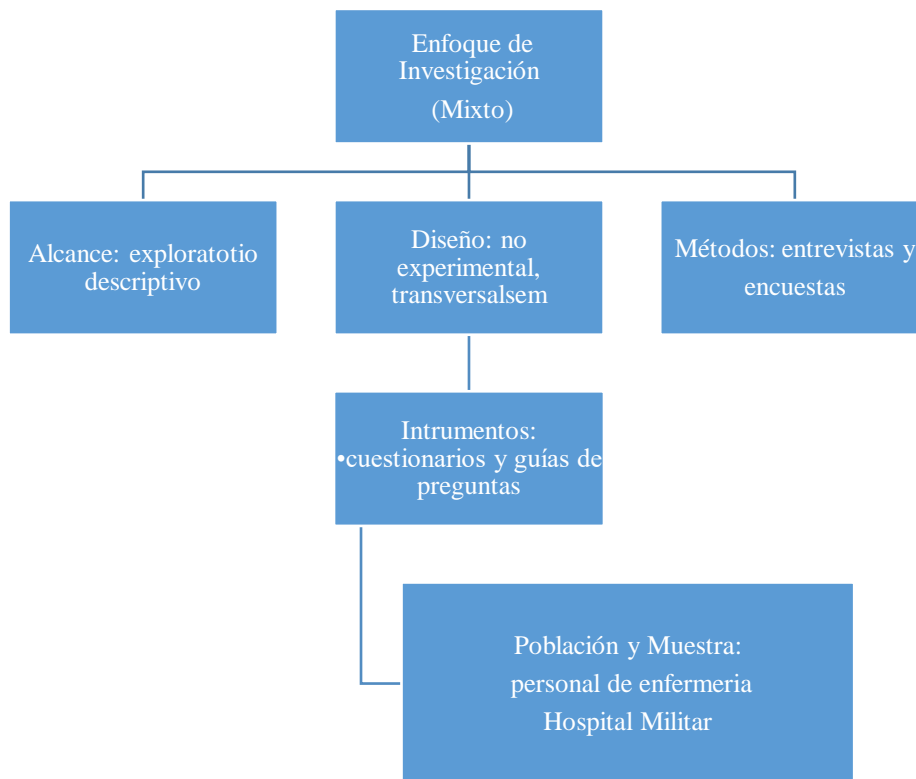 Enfoque de
Investigación
(Mixto)
Alcance: exploratotio
descriptivo
Diseño: no
experimental,
transversalsem
Métodos: entrevistas y
encuestas
Intrumentos:
•cuestionarios y guías de
preguntas
Población y Muestra:
personal de enfermeria
Hospital Militar